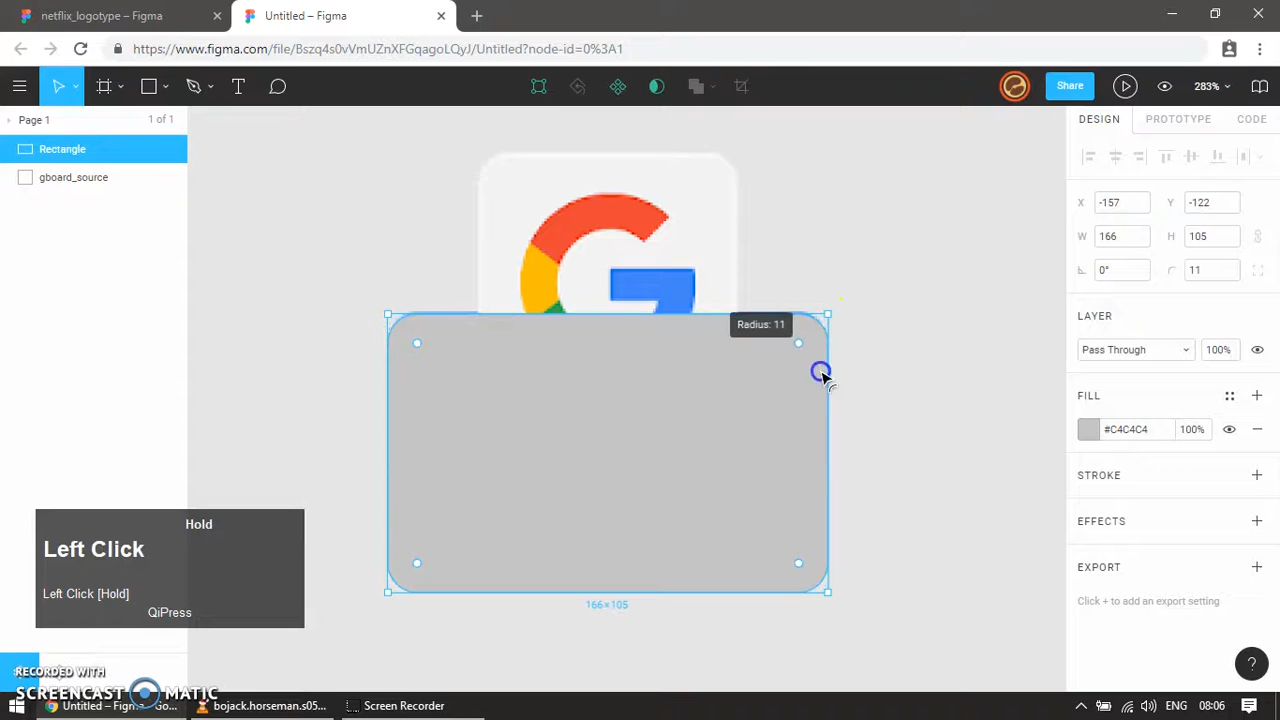 netflix_logotype – Figma
Untitled – Figma
https://www.figma.com/file/Bszq4s0vVmUZnXFGqagoLQyJ/Untitled?node-id=0%3A1
T
Share
283%
Page 1
1 of 1
Rectangle
gboard_source
DESIGN
PROTOTYPE
CODE
X
-157
Y
-122
W
166
H
105
0°
11
LAYER
Pass Through
100%
FILL
#C4C4C4
100%
STROKE
EFFECTS
EXPORT
Click + to add an export setting
G
Radius: 11
166×105
Hold
Left Click
Left Click [Hold]
QiPress
?
RECORDED WITH
SCREENCAST MATIC
Untitled – Figma - Go...
bojack.horseman.s05...
Screen Recorder
ENG
08:06